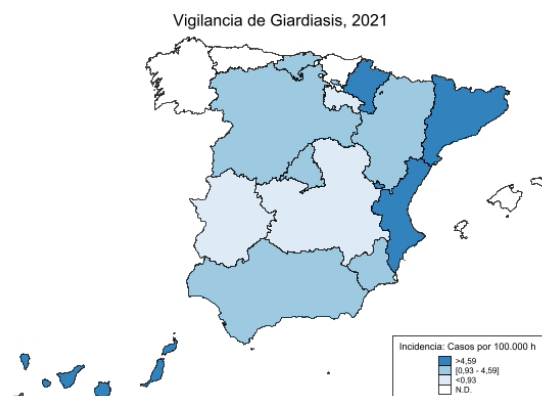 Vigilancia de Giardiasis, 2021
Incidencia: Casos por 100.000 h
>4,59
[0,93 - 4,59]
<0,93
N.D.